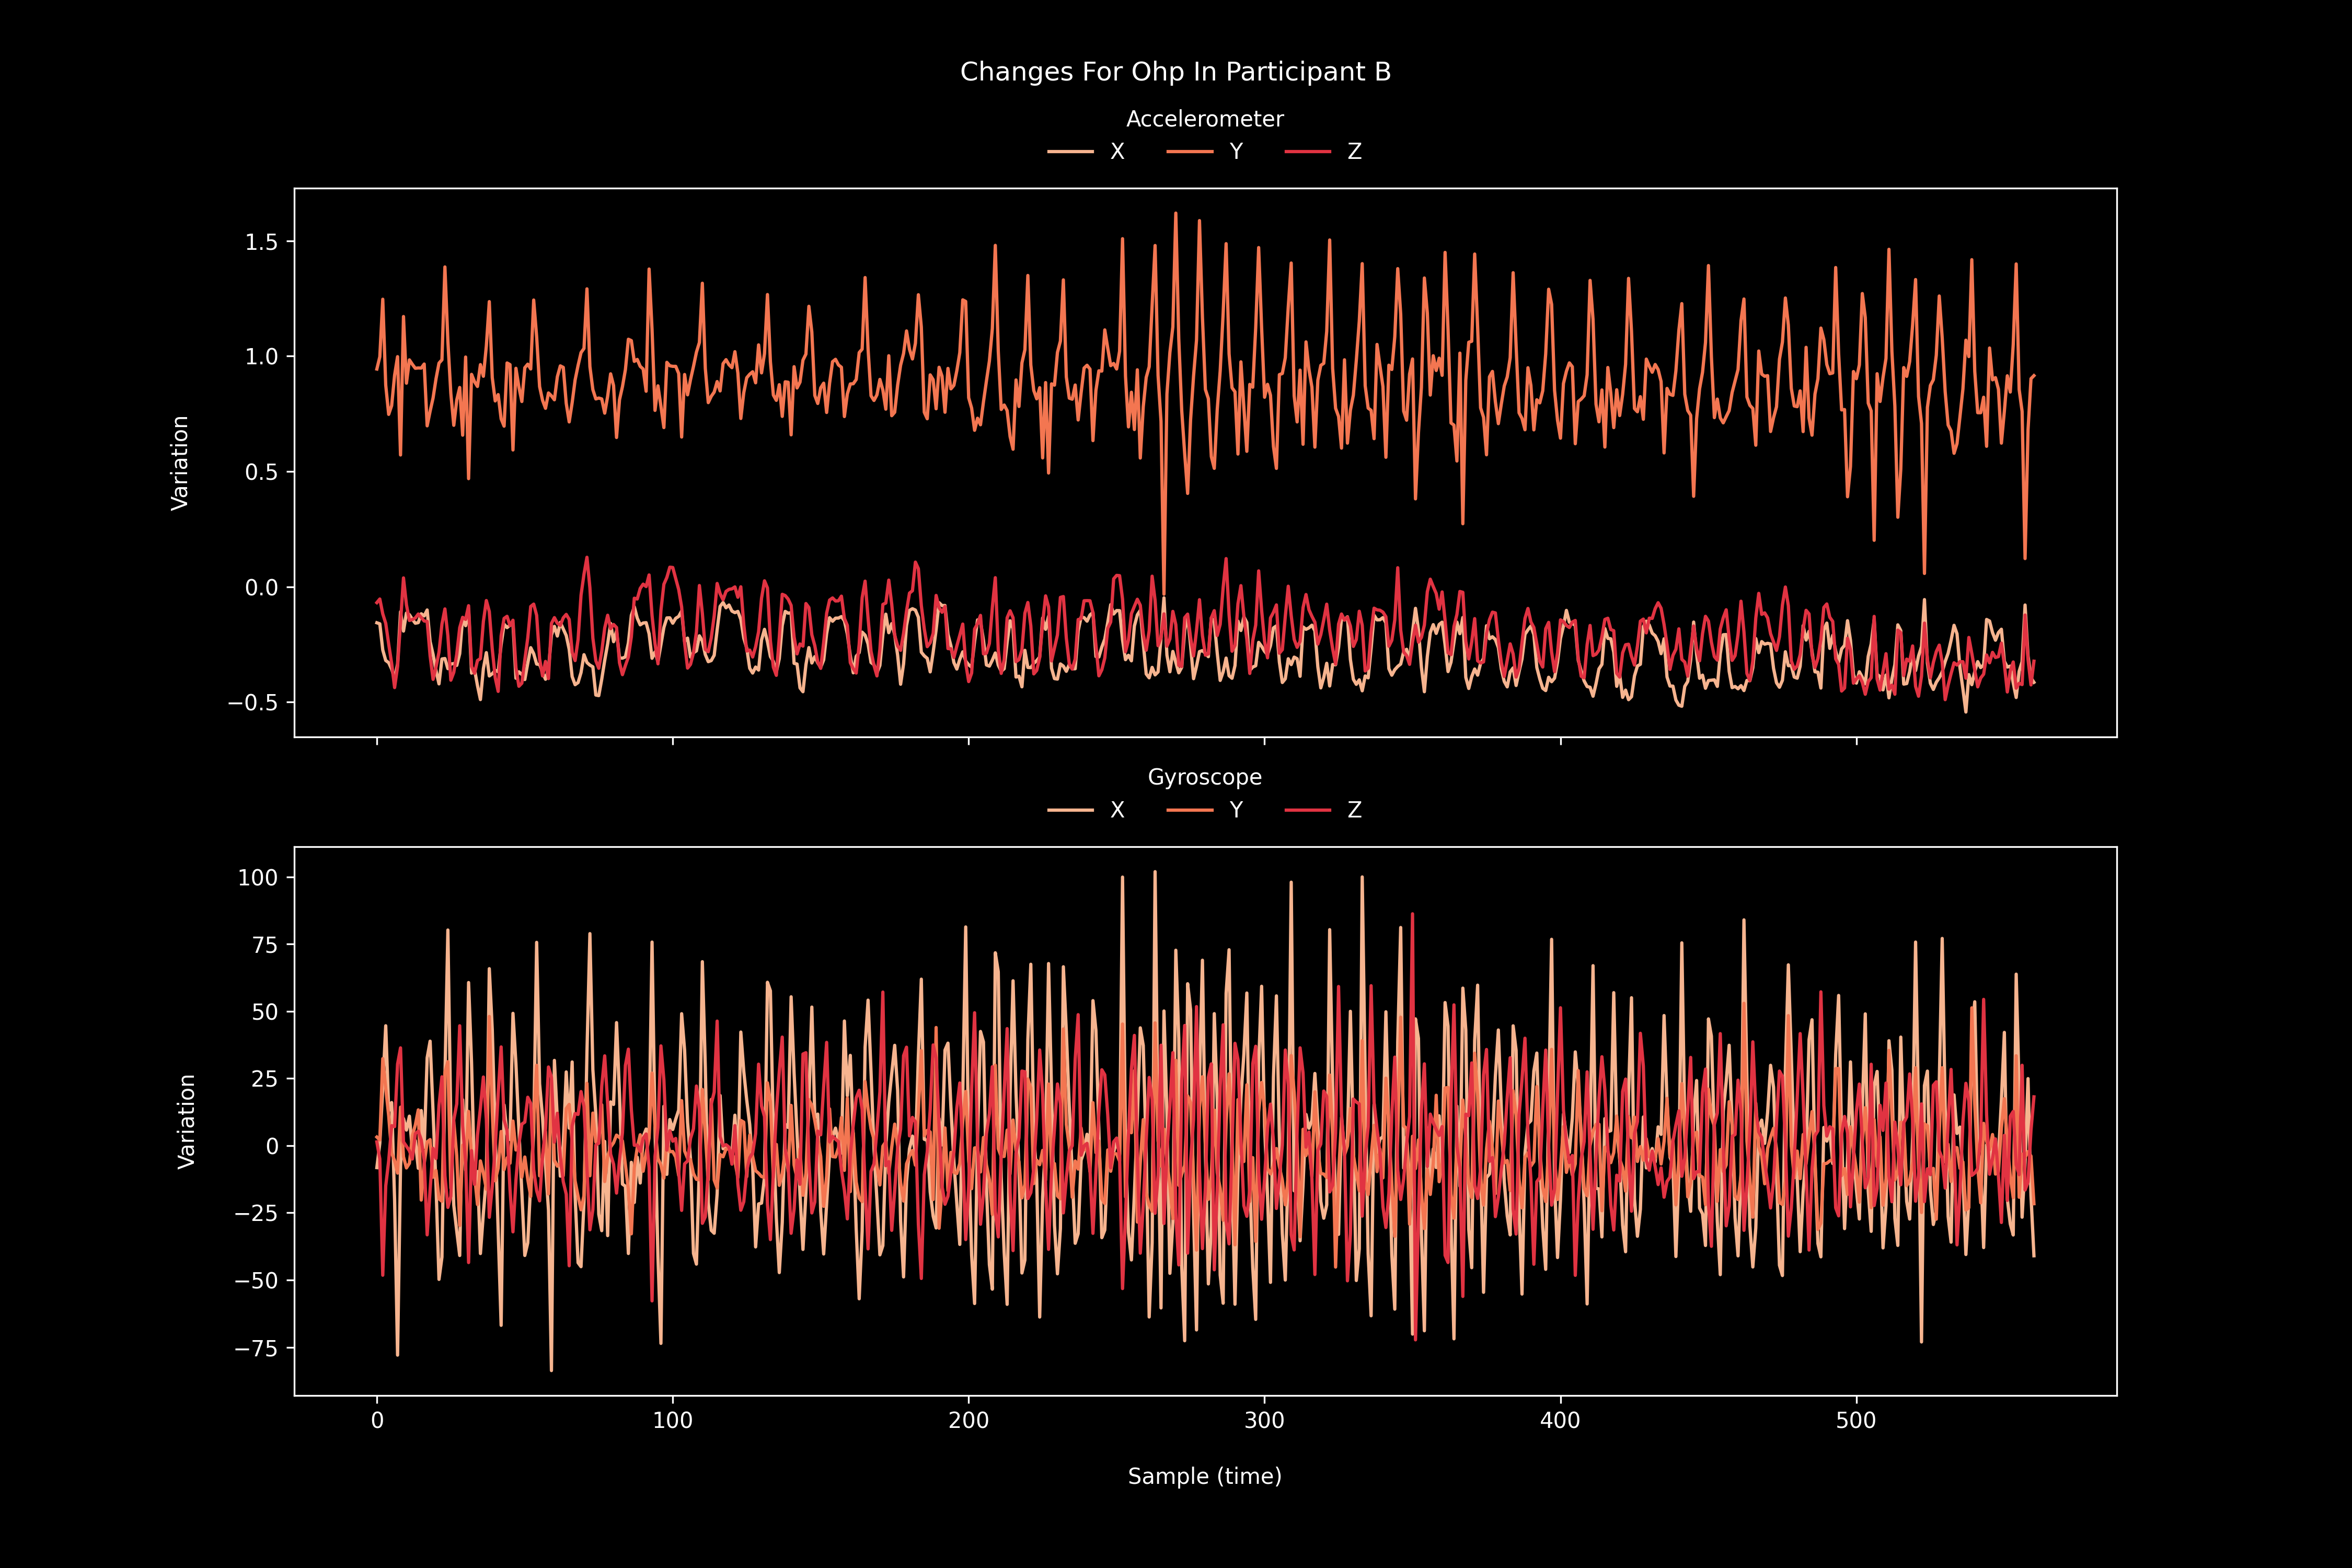 Changes For Ohp In Participant B
Accelerometer
X Y Z
1.5
1.0
0.5
0.0
−0.5
Variation
Gyroscope
X Y Z
100
75
50
25
0
−25
−50
−75
Variation
0 100 200 300 400 500
Sample (time)